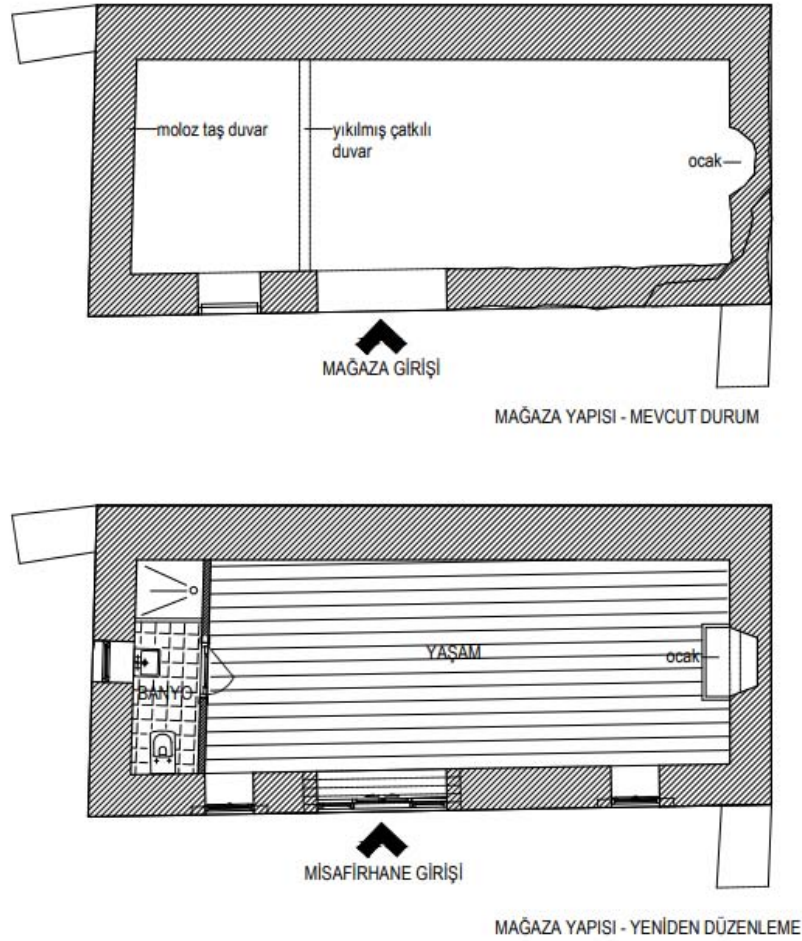 moloz taş duvar
yıkılmış çatkılı
duvar
ocak
MAĞAZA GİRİŞİ
MAĞAZA YAPISI - MEVCUT DURUM
YAŞAM
ocak
BANYO
MİSAFİRHANE GİRİŞİ
MAĞAZA YAPISI - YENİDEN DÜZENLEME